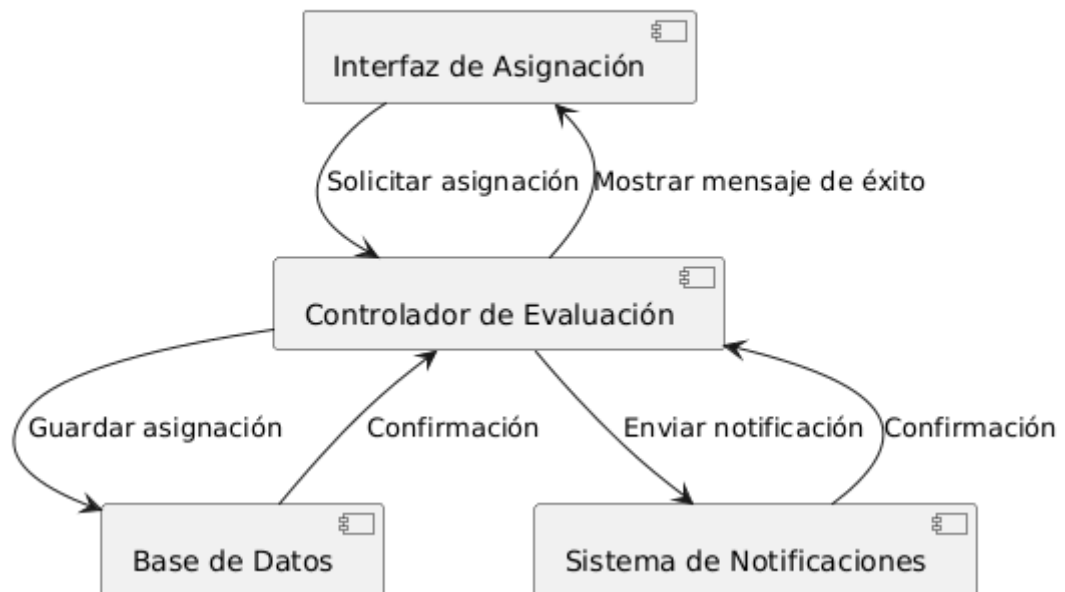 Interfaz de Asignación
Solicitar asignación
Mostrar mensaje de éxito
Controlador de Evaluación
Guardar asignación
Confirmación
Enviar notificación
Confirmación
Base de Datos
Sistema de Notificaciones